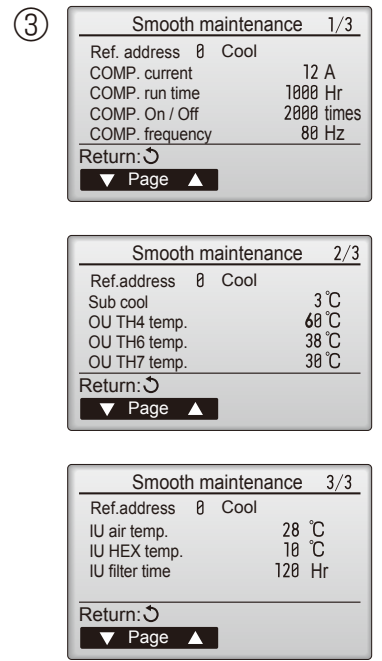 ③
Smooth maintenance 1/3
Ref. address 0 Cool
COMP. current 12 A
COMP. run time 1000 Hr
COMP. On / Off 2000 times
COMP. frequency 80 Hz
Return:↺
▼ Page ▲
Smooth maintenance 2/3
Ref.address 0 Cool
Sub cool 3℃
OU TH4 temp. 60℃
OU TH6 temp. 38℃
OU TH7 temp. 30℃
Return:↺
▼ Page ▲
Smooth maintenance 3/3
Ref.address 0 Cool
IU air temp. 28 ℃
IU HEX temp. 10 ℃
IU filter time 120 Hr
Return:↺
▼ Page ▲